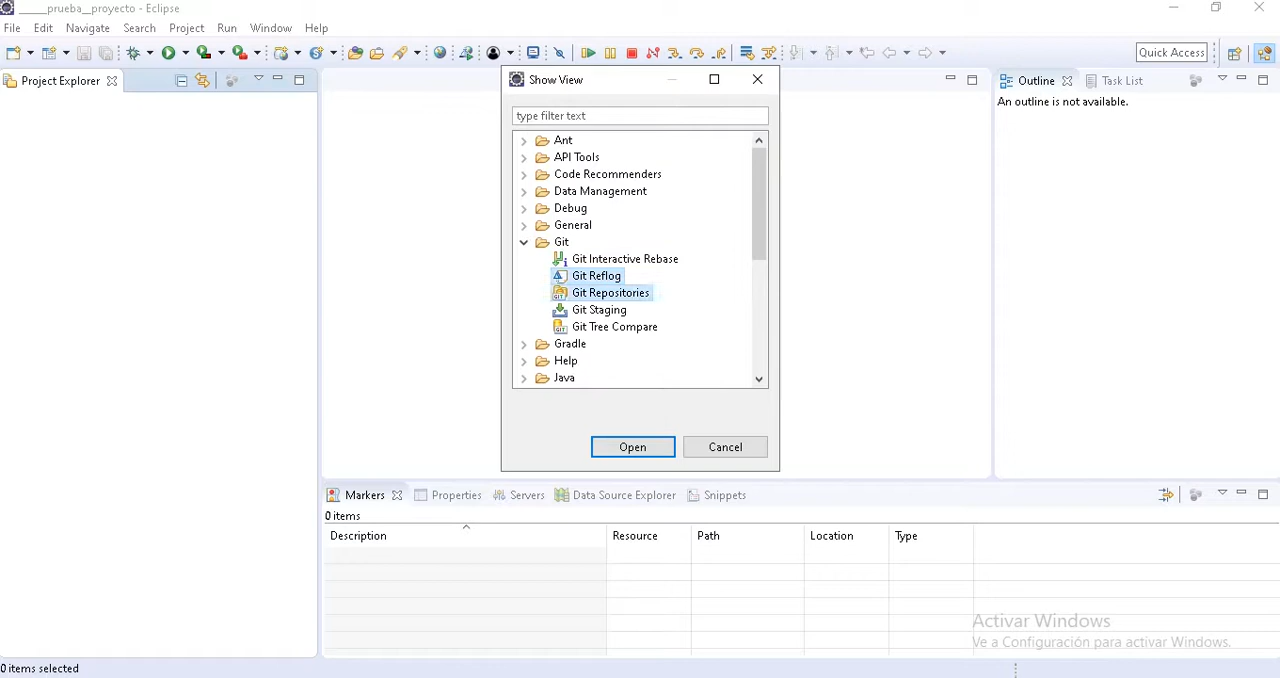 _____prueba__proyecto - Eclipse
File Edit Navigate Search Project Run Window Help
Quick Access
Project Explorer
Show View
type filter text
Ant
API Tools
Code Recommenders
Data Management
Debug
General
Git
Git Interactive Rebase
Git Reflog
Git Repositories
Git Staging
Git Tree Compare
Gradle
Help
Java
Open Cancel
Outline Task List
An outline is not available.
Markers Properties Servers Data Source Explorer Snippets
0 items
Description Resource Path Location Type
Activar Windows
Ve a Configuración para activar Windows.
0 items selected